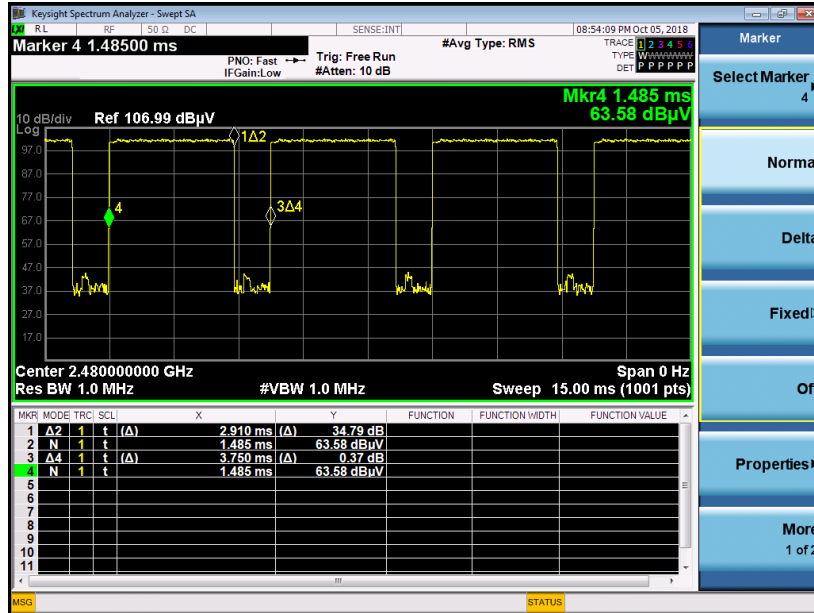 Keysight Spectrum Analyzer - Swept SA
LXI RL RF 50 Ω DC SENSE:INT 08:54:09 PM Oct 05, 2018
Marker 4 1.48500 ms
PNO: Fast
IFGain:Low
Trig: Free Run
#Atten: 10 dB
#Avg Type: RMS
TRACE 1 2 3 4 5 6
TYPE WWWWWW
DET P P P P P P
Mkr4 1.485 ms
63.58 dBµV
10 dB/div Ref 106.99 dBµV
Log
97.0
87.0
77.0
67.0
57.0
47.0
37.0
27.0
17.0
1Δ2
4
3Δ4
Center 2.480000000 GHz Span 0 Hz
Res BW 1.0 MHz #VBW 1.0 MHz Sweep 15.00 ms (1001 pts)
MKR MODE TRC SCL X Y FUNCTION FUNCTION WIDTH FUNCTION VALUE
1 Δ2 1 t (Δ) 2.910 ms (Δ) 34.79 dB
2 N 1 t 1.485 ms 63.58 dBµV
3 Δ4 1 t (Δ) 3.750 ms (Δ) 0.37 dB
4 N 1 t 1.485 ms 63.58 dBµV
5
6
7
8
9
10
11
MSG STATUS
Marker
Select Marker
4
Norma
Delta
Fixed
Of
Properties
More
1 of 2